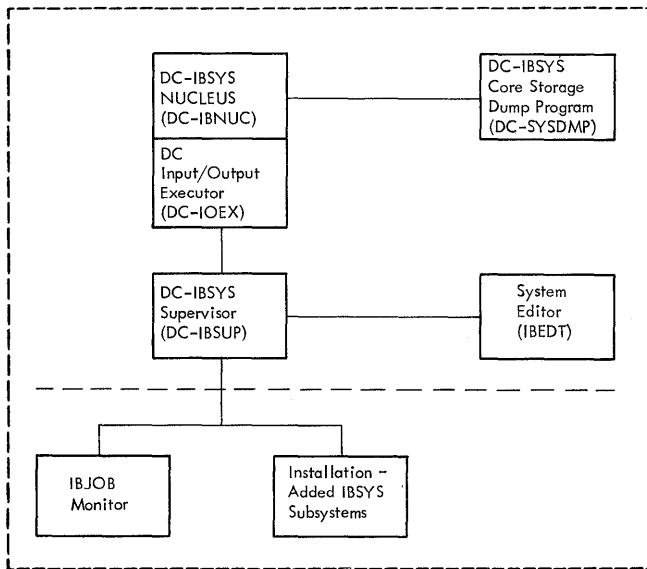 DC-IBSYS
NUCLEUS
(DC-IBNUC)
DC-IBSYS
Core Storage
Dump Program
(DC-SYSDMP)
DC
Input/Output
Executor
(DC-IOEX)
DC-IBSYS
Supervisor
(DC-IBSUP)
System
Editor
(IBEDT)
IBJOB
Monitor
Installation -
Added IBSYS
Subsystems